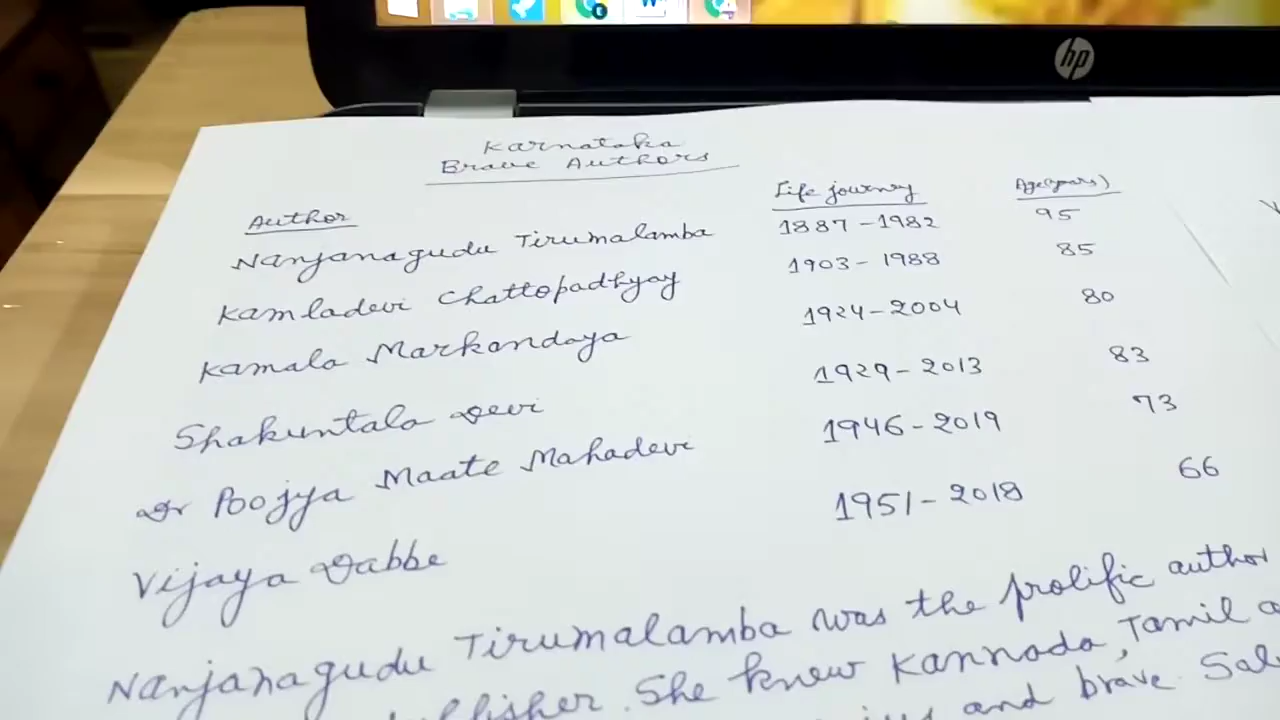 hp
Karnataka
Brave Authors
Author Life journey Age(years)
Nanjanagudu Tirumalamba 1887-1982 95
Kamladevi Chattopadhyay 1903-1988 85
Kamala Markandaya 1924-2004 80
Shakuntala Devi 1929-2013 83
Dr Poojya Maate Mahadevi 1946-2019 73
Vijaya Dabbe 1951-2018 66
Nanjanagudu Tirumalamba was the prolific author
She knew Kannada, Tamil
and brave.